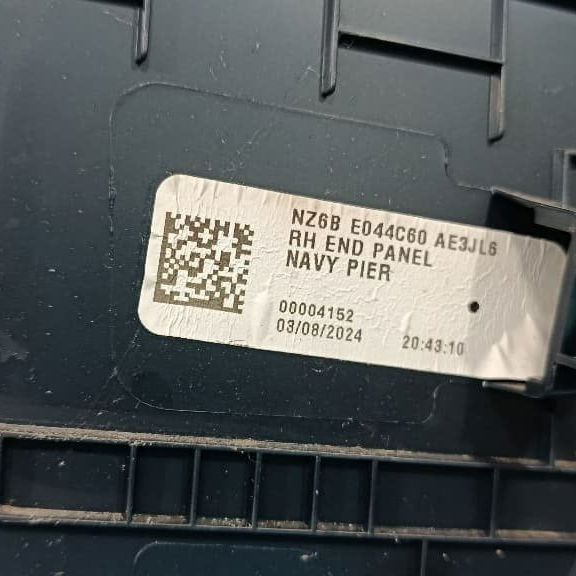 NZ6B E044C60 AE3JL6
RH END PANEL
NAVY PIER
00004152
03/08/2024 20:43:10